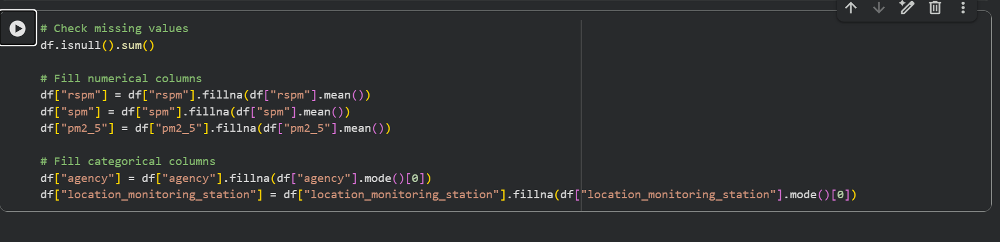 # Check missing values
df.isnull().sum()
# Fill numerical columns
df["rspm"] = df["rspm"].fillna(df["rspm"].mean())
df["spm"] = df["spm"].fillna(df["spm"].mean())
df["pm2_5"] = df["pm2_5"].fillna(df["pm2_5"].mean())
# Fill categorical columns
df["agency"] = df["agency"].fillna(df["agency"].mode()[0])
df["location_monitoring_station"] = df["location_monitoring_station"].fillna(df["location_monitoring_station"].mode()[0])